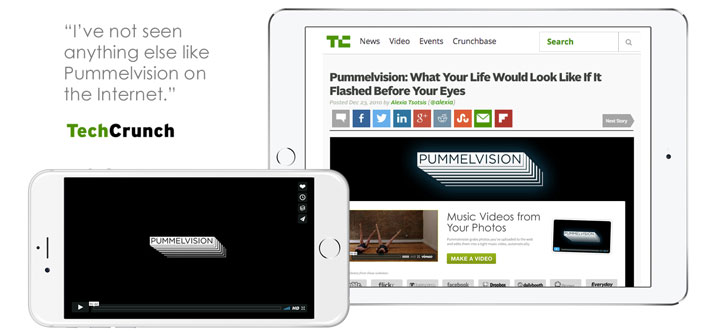 “I’ve not seen
anything else like
Pummelvision on
the Internet.”
TechCrunch
TC News Video Events Crunchbase Search
Pummelvision: What Your Life Would Look Like If It
Flashed Before Your Eyes
Posted Dec 23, 2010 by Alexia Tsotsis (@alexia)
Next Story
PUMMELVISION
Music Videos from
Your Photos
MAKE A VIDEO
flickr
facebook
Dropbox
dailybooth
Everyday
PUMMELVISION
HD
vimeo